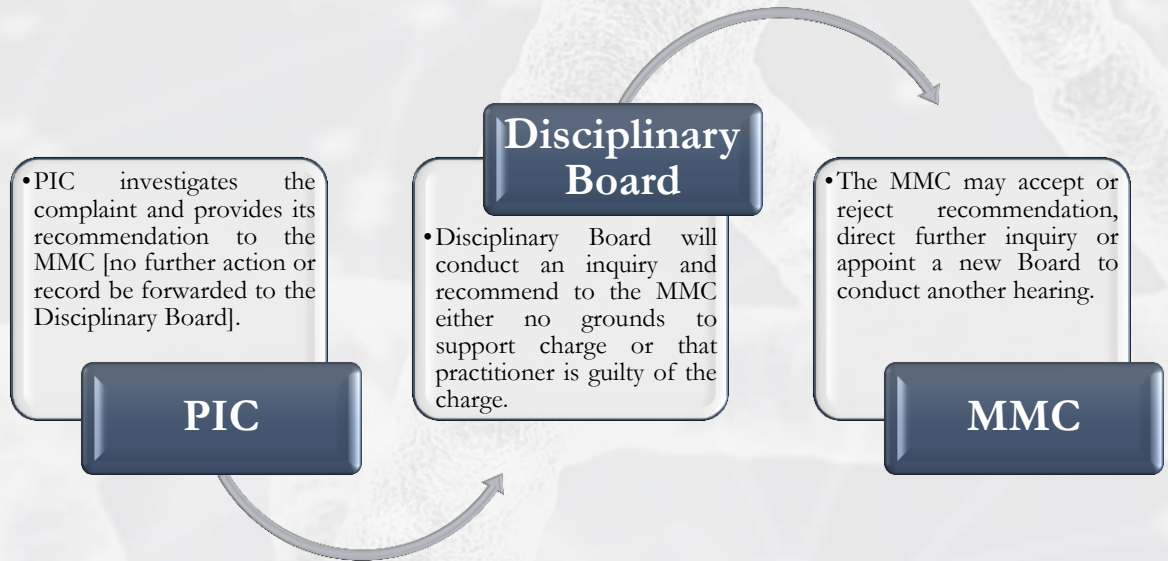 •PIC investigates the
complaint and provides its
recommendation to the
MMC [no further action or
record be forwarded to the
Disciplinary Board].
PIC
Disciplinary
Board
•Disciplinary Board will
conduct an inquiry and
recommend to the MMC
either no grounds to
support charge or that
practitioner is guilty of the
charge.
•The MMC may accept or
reject recommendation,
direct further inquiry or
appoint a new Board to
conduct another hearing.
MMC